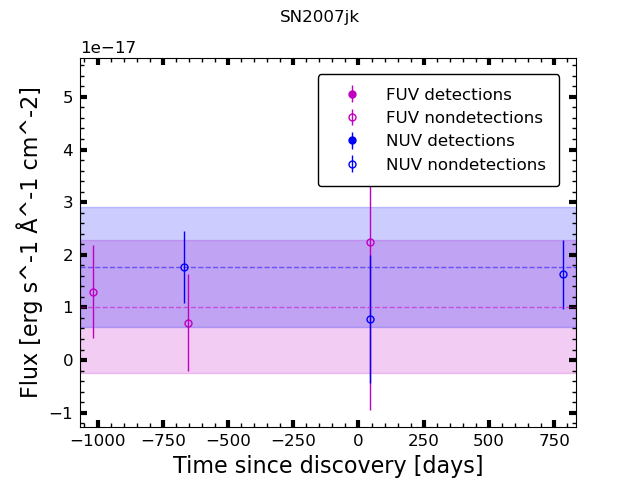 SN2007jk
1e−17
FUV detections
FUV nondetections
NUV detections
NUV nondetections
5
4
3
2
1
0
−1
Flux [erg s^-1 Å^-1 cm^-2]
−1000 −750 −500 −250 0 250 500 750
Time since discovery [days]